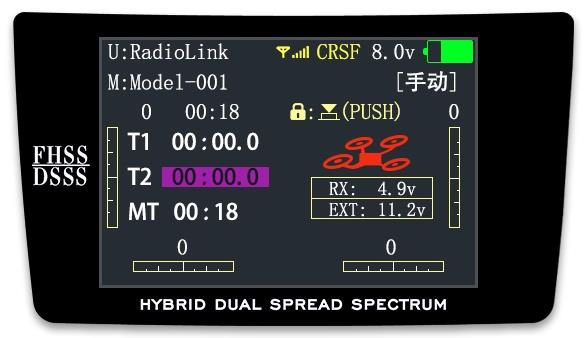 U:RadioLink CRSF 8.0v
M:Model-001 [手动]
0 00:18 : (PUSH) 0
T1 00:00.0
FHSS
DSSS
T2 00:00.0
RX: 4.9v
MT 00:18
EXT: 11.2v
0 0
HYBRID DUAL SPREAD SPECTRUM